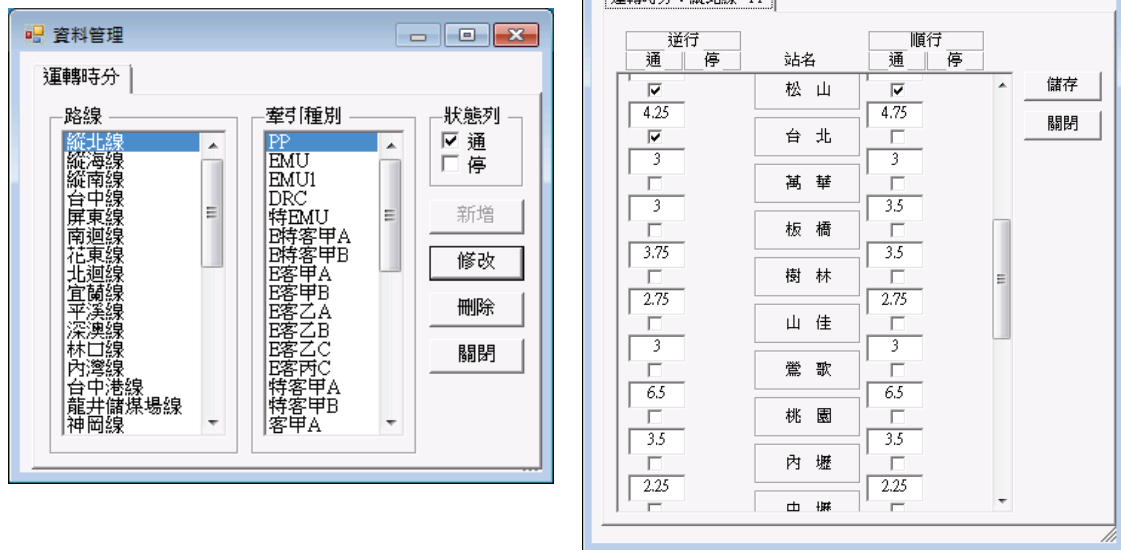 資料管理
運轉時分
路線
縱北線
縱海線
縱南線
台中線
屏東線
南迴線
花東線
北迴線
宜蘭線
平溪線
深澳線
林口線
內灣線
台中港線
龍井儲煤場線
神岡線
牽引種別
PP
EMU
EMU1
DRC
特EMU
E特客甲A
E特客甲B
E客甲A
E客甲B
E客乙A
E客乙B
E客乙C
E客丙C
特客甲A
特客甲B
客甲A
狀態列
通
停
新增
修改
刪除
關閉
運轉時分：縱北線 PP
逆行 順行
通 停 站名 通 停
松 山
4.25 4.75
台 北
3 3
萬 華
3 3.5
板 橋
3.75 3.5
樹 林
2.75 2.75
山 佳
3 3
鶯 歌
6.5 6.5
桃 園
3.5 3.5
內 壢
2.25 2.25
中 壢
儲存
關閉